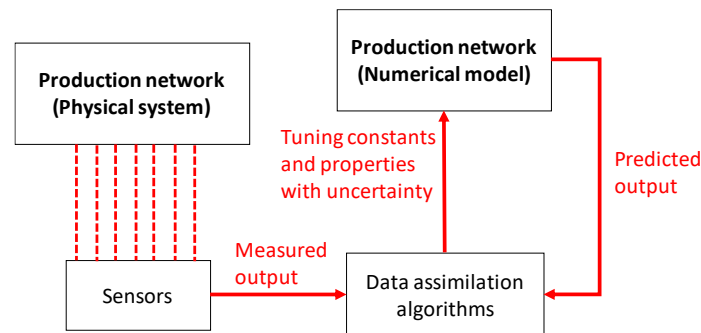 Production network
(Physical system)
Production network
(Numerical model)
Tuning constants
and properties
with uncertainty
Predicted
output
Measured
output
Sensors
Data assimilation
algorithms